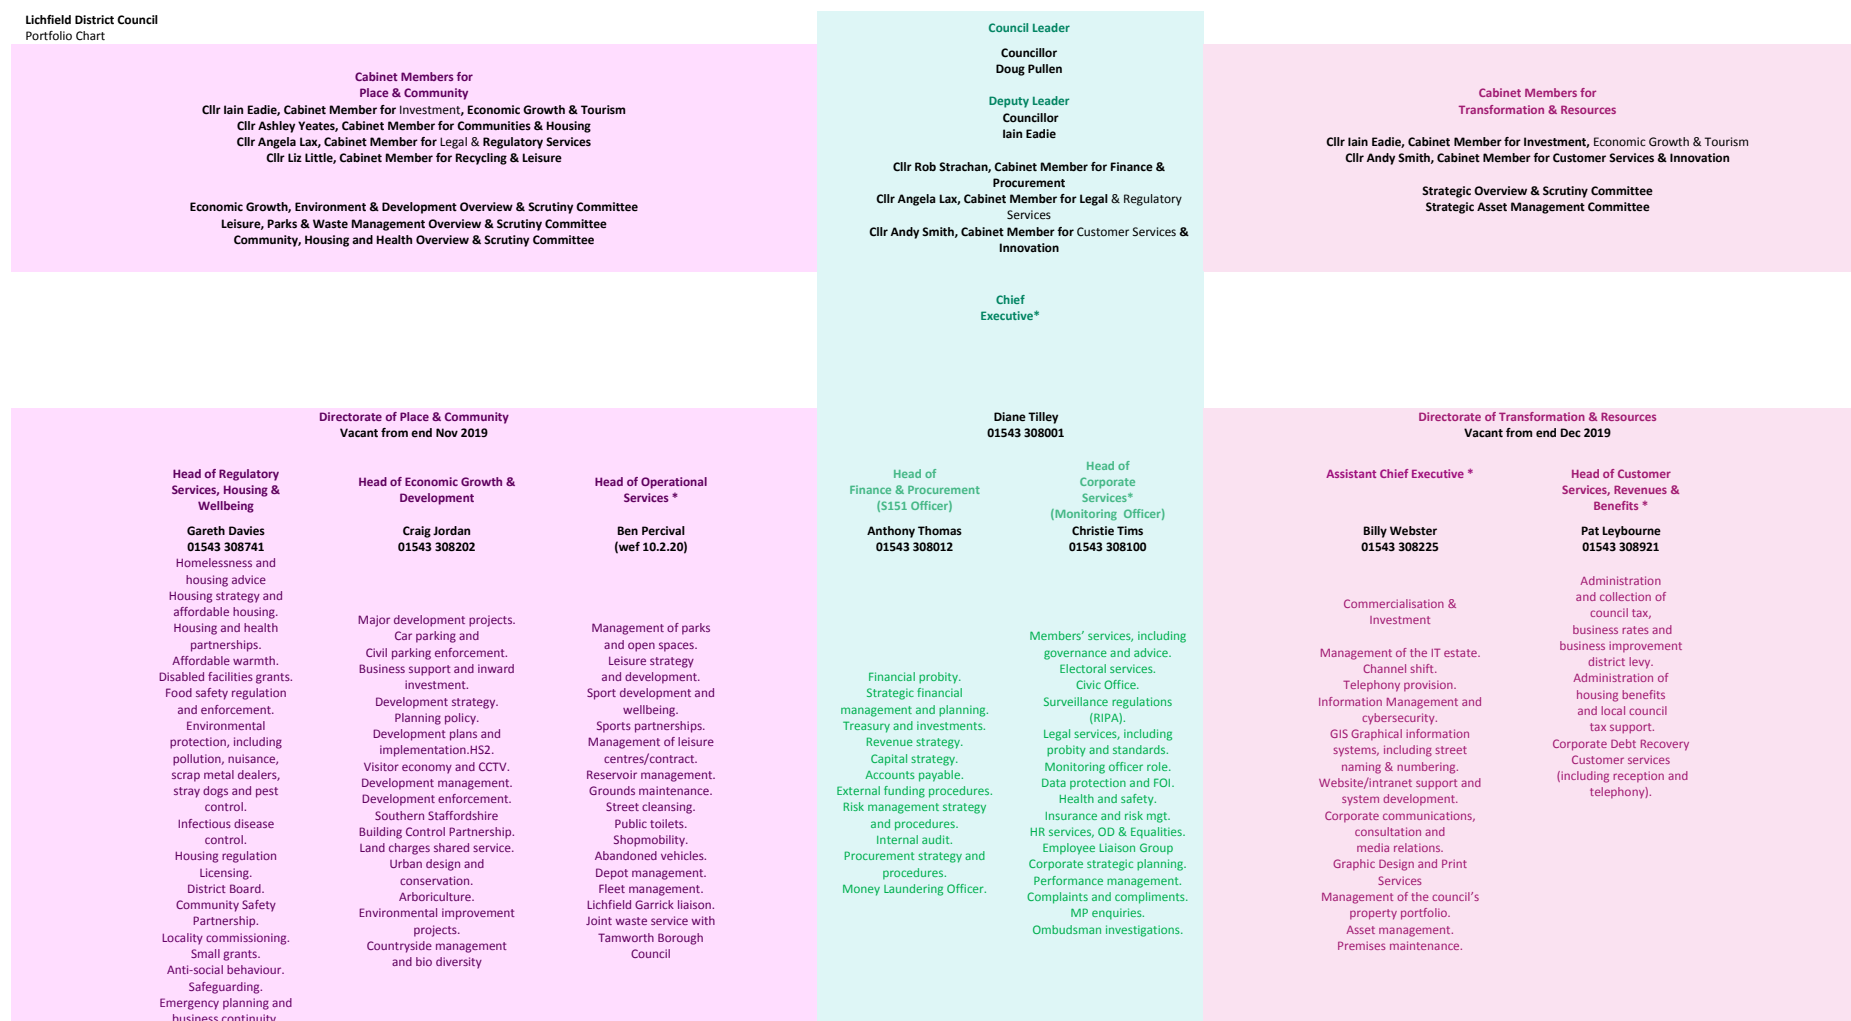 Lichfield District Council
Portfolio Chart
Cabinet Members for
Place & Community
Cllr Iain Eadie, Cabinet Member for Investment, Economic Growth & Tourism
Cllr Ashley Yeates, Cabinet Member for Communities & Housing
Cllr Angela Lax, Cabinet Member for Legal & Regulatory Services
Cllr Liz Little, Cabinet Member for Recycling & Leisure
Economic Growth, Environment & Development Overview & Scrutiny Committee
Leisure, Parks & Waste Management Overview & Scrutiny Committee
Community, Housing and Health Overview & Scrutiny Committee
Council Leader
Councillor
Doug Pullen
Deputy Leader
Councillor
Iain Eadie
Cllr Rob Strachan, Cabinet Member for Finance &
Procurement
Cllr Angela Lax, Cabinet Member for Legal & Regulatory
Services
Cllr Andy Smith, Cabinet Member for Customer Services &
Innovation
Chief
Executive*
Cabinet Members for
Transformation & Resources
Cllr Iain Eadie, Cabinet Member for Investment, Economic Growth & Tourism
Cllr Andy Smith, Cabinet Member for Customer Services & Innovation
Strategic Overview & Scrutiny Committee
Strategic Asset Management Committee
Directorate of Place & Community
Vacant from end Nov 2019
Diane Tilley
01543 308001
Directorate of Transformation & Resources
Vacant from end Dec 2019
Head of Regulatory
Services, Housing &
Wellbeing
Gareth Davies
01543 308741
Homelessness and
housing advice
Housing strategy and
affordable housing.
Housing and health
partnerships.
Affordable warmth.
Disabled facilities grants.
Food safety regulation
and enforcement.
Environmental
protection, including
pollution, nuisance,
scrap metal dealers,
stray dogs and pest
control.
Infectious disease
control.
Housing regulation
Licensing.
District Board.
Community Safety
Partnership.
Locality commissioning.
Small grants.
Anti-social behaviour.
Safeguarding.
Emergency planning and
business continuity
Head of Economic Growth &
Development
Craig Jordan
01543 308202
Major development projects.
Car parking and
Civil parking enforcement.
Business support and inward
investment.
Development strategy.
Planning policy.
Development plans and
implementation.HS2.
Visitor economy and CCTV.
Development management.
Development enforcement.
Southern Staffordshire
Building Control Partnership.
Land charges shared service.
Urban design and
conservation.
Arboriculture.
Environmental improvement
projects.
Countryside management
and bio diversity
Head of Operational
Services *
Ben Percival
(wef 10.2.20)
Management of parks
and open spaces.
Leisure strategy
and development.
Sport development and
wellbeing.
Sports partnerships.
Management of leisure
centres/contract.
Reservoir management.
Grounds maintenance.
Street cleansing.
Public toilets.
Shopmobility.
Abandoned vehicles.
Depot management.
Fleet management.
Lichfield Garrick liaison.
Joint waste service with
Tamworth Borough
Council
Head of
Finance & Procurement
(S151 Officer)
Anthony Thomas
01543 308012
Financial probity.
Strategic financial
management and planning.
Treasury and investments.
Revenue strategy.
Capital strategy.
Accounts payable.
External funding procedures.
Risk management strategy
and procedures.
Internal audit.
Procurement strategy and
procedures.
Money Laundering Officer.
Head of
Corporate
Services*
(Monitoring Officer)
Christie Tims
01543 308100
Members' services, including
governance and advice.
Electoral services.
Civic Office.
Surveillance regulations
(RIPA).
Legal services, including
probity and standards.
Monitoring officer role.
Data protection and FOI.
Health and safety.
Insurance and risk mgt.
HR services, OD & Equalities.
Employee Liaison Group
Corporate strategic planning.
Performance management.
Complaints and compliments.
MP enquiries.
Ombudsman investigations.
Assistant Chief Executive *
Billy Webster
01543 308225
Commercialisation &
Investment
Management of the IT estate.
Channel shift.
Telephony provision.
Information Management and
cybersecurity.
GIS Graphical information
systems, including street
naming & numbering.
Website/intranet support and
system development.
Corporate communications,
consultation and
media relations.
Graphic Design and Print
Services
Management of the council's
property portfolio.
Asset management.
Premises maintenance.
Head of Customer
Services, Revenues &
Benefits *
Pat Leybourne
01543 308921
Administration
and collection of
council tax,
business rates and
business improvement
district levy.
Administration of
housing benefits
and local council
tax support.
Corporate Debt Recovery
Customer services
(including reception and
telephony).